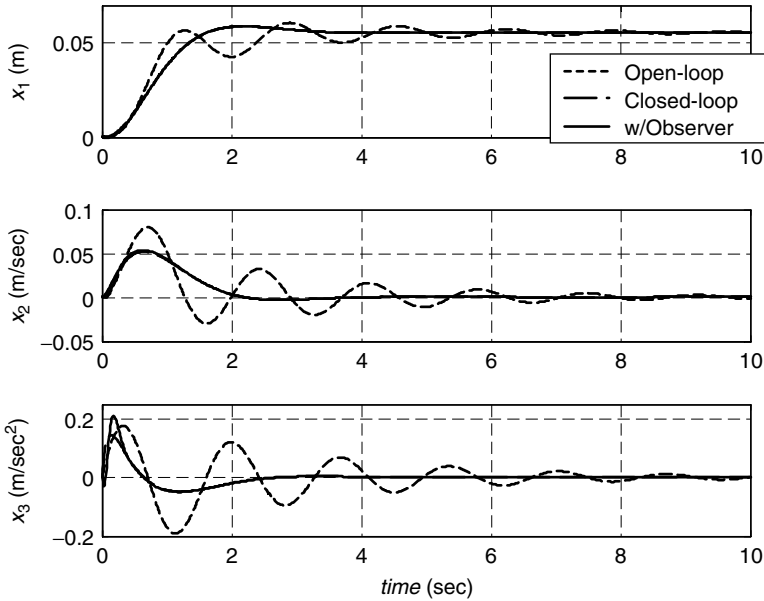 x₁ (m)
0.05
0
0 2 4 6 8 10
Open-loop
Closed-loop
w/Observer
x₂ (m/sec)
0.1
0.05
0
−0.05
0 2 4 6 8 10
x₃ (m/sec²)
0.2
0
−0.2
0 2 4 6 8 10
time (sec)